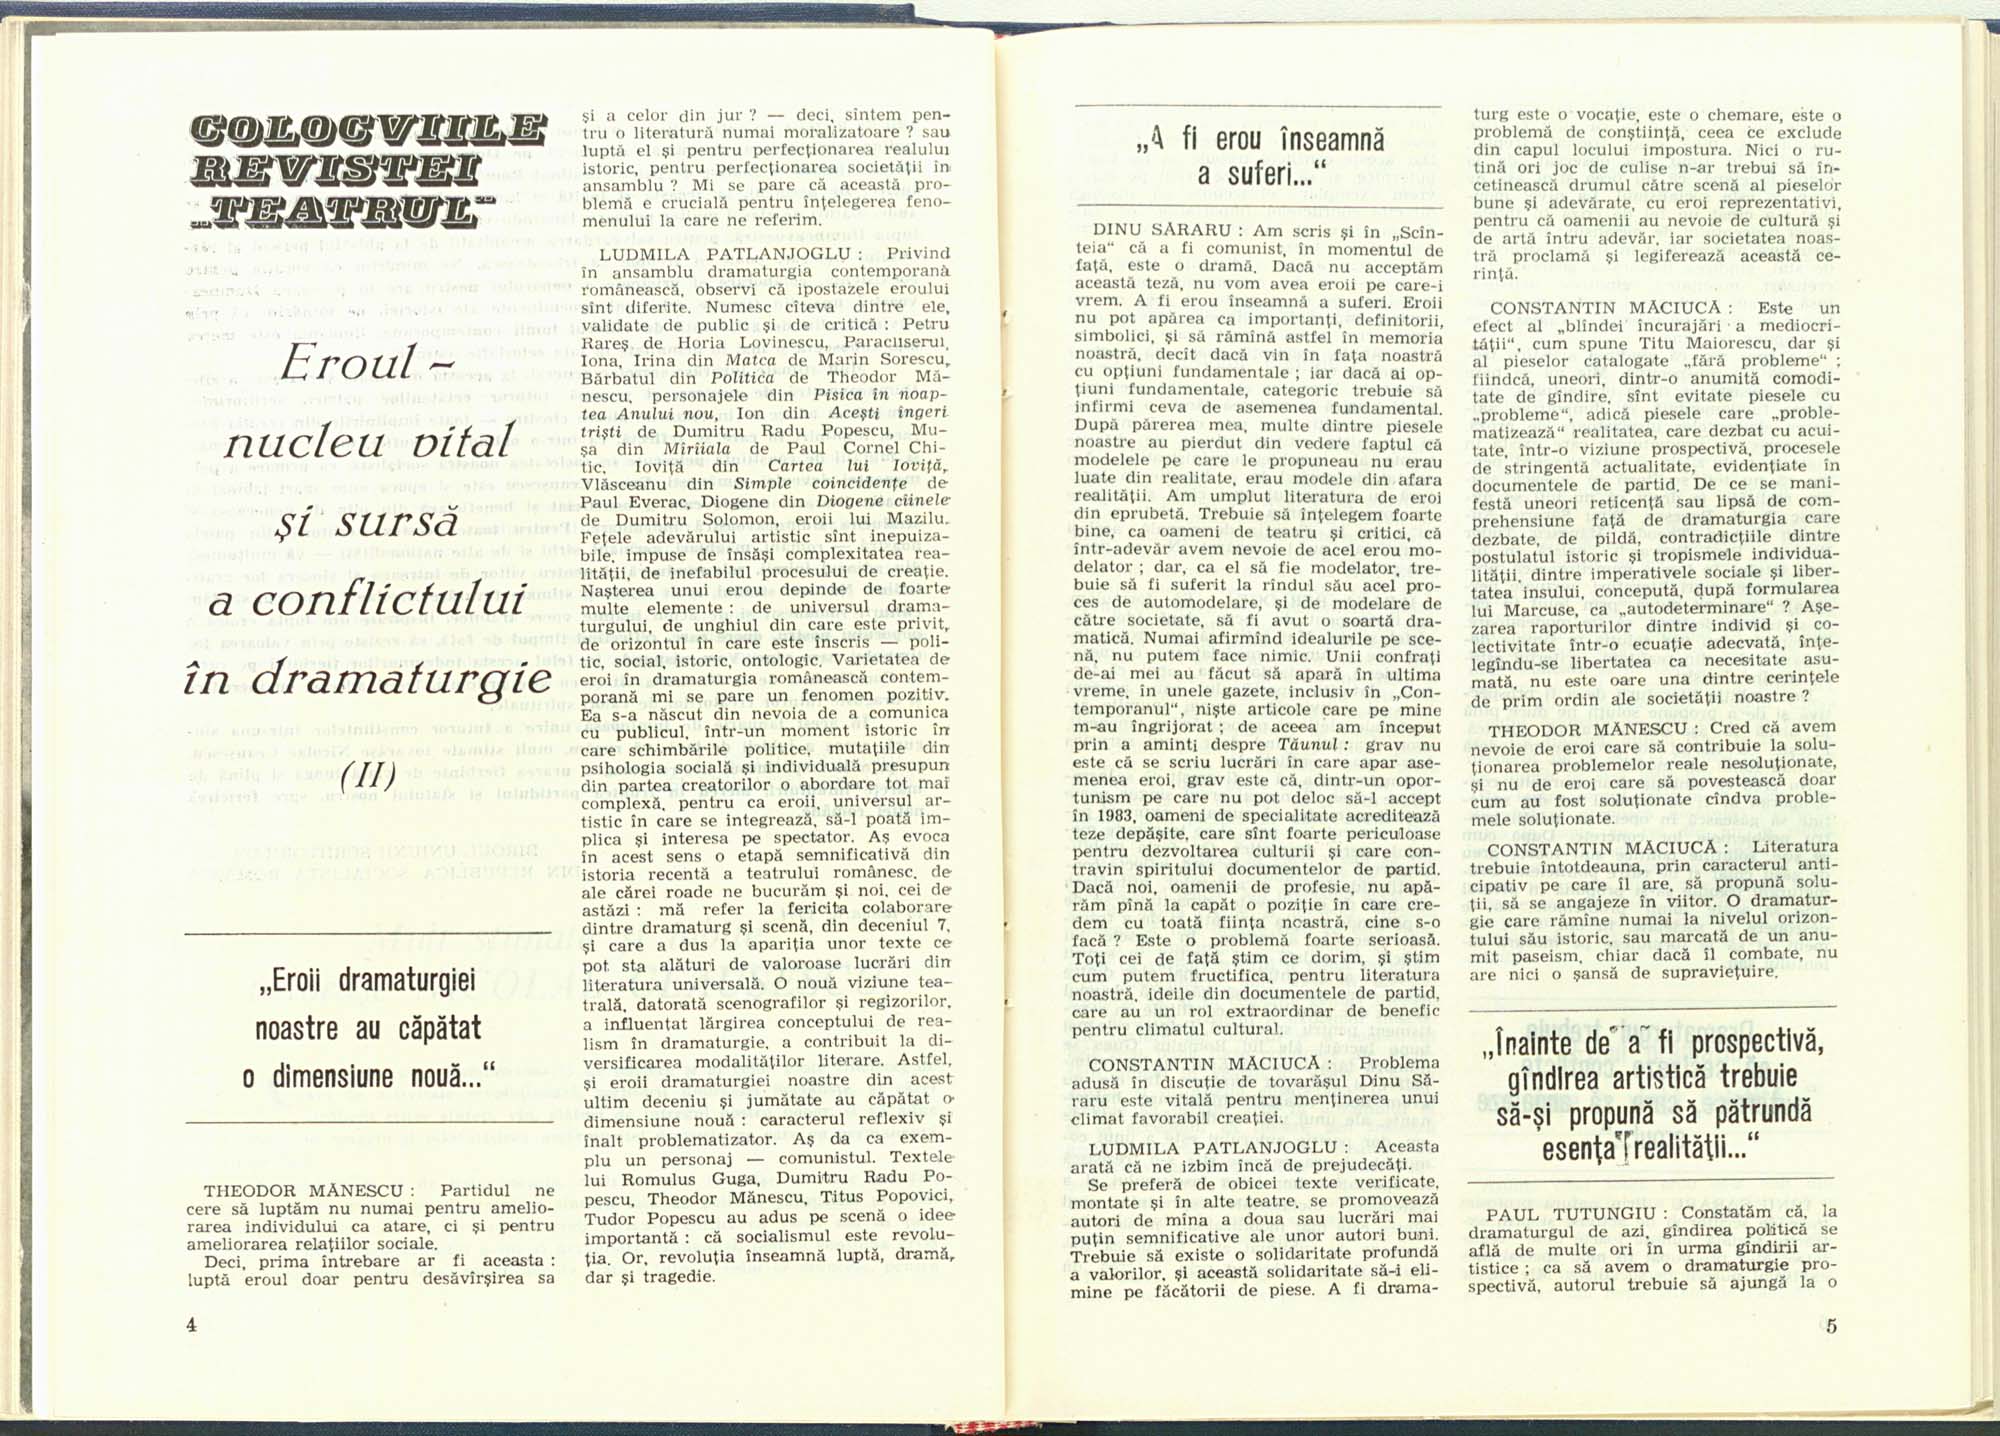 COLOCVIILE
REVISTEI
„TEATRUL"
Eroul –
nucleu vital
și sursă
a conflictului
în dramaturgie
(II)
„Eroii dramaturgiei
noastre au căpătat
o dimensiune nouă...“
THEODOR MĂNESCU : Partidul ne
cere să luptăm nu numai pentru amelio-
rarea individului ca atare, ci și pentru
ameliorarea relațiilor sociale.
Deci, prima întrebare ar fi aceasta :
luptă eroul doar pentru desăvîrșirea sa
4
și a celor din jur ? — deci, sîntem pen-
tru o literatură numai moralizatoare ? sau
luptă el și pentru perfecționarea realului
istoric, pentru perfecționarea societății în
ansamblu ? Mi se pare că această pro-
blemă e crucială pentru înțelegerea feno-
menului la care ne referim.
LUDMILA PATLANJOGLU : Privind
în ansamblu dramaturgia contemporană
românească, observi că ipostazele eroului
sînt diferite. Numesc cîteva dintre ele,
validate de public și de critică : Petru
Rareș, de Horia Lovinescu, Paracliserul,
Iona, Irina din Matca de Marin Sorescu,
Bărbatul din Politica de Theodor Mă-
nescu, personajele din Pisica în noap-
tea Anului nou, Ion din Acești îngeri
triști de Dumitru Radu Popescu, Mu-
șa din Mirîiala de Paul Cornel Chi-
tic, Ioviță din Cartea lui Ioviță,
Vlăsceanu din Simple coincidențe de
Paul Everac, Diogene din Diogene cîinele
de Dumitru Solomon, eroii lui Mazilu.
Fețele adevărului artistic sînt inepuiza-
bile, impuse de însăși complexitatea rea-
lității, de inefabilul procesului de creație.
Nașterea unui erou depinde de foarte
multe elemente : de universul drama-
turgului, de unghiul din care este privit,
de orizontul în care este înscris — poli-
tic, social, istoric, ontologic. Varietatea de
eroi în dramaturgia românească contem-
porană mi se pare un fenomen pozitiv.
Ea s-a născut din nevoia de a comunica
cu publicul, într-un moment istoric în
care schimbările politice, mutațiile din
psihologia socială și individuală presupun
din partea creatorilor o abordare tot mai
complexă, pentru ca eroii, universul ar-
tistic în care se integrează, să-l poată im-
plica și interesa pe spectator. Aș evoca
în acest sens o etapă semnificativă din
istoria recentă a teatrului românesc, de
ale cărei roade ne bucurăm și noi, cei de
astăzi : mă refer la fericita colaborare
dintre dramaturg și scenă, din deceniul 7,
și care a dus la apariția unor texte ce
pot sta alături de valoroase lucrări din
literatura universală. O nouă viziune tea-
trală, datorată scenografilor și regizorilor,
a influențat lărgirea conceptului de rea-
lism în dramaturgie, a contribuit la di-
versificarea modalităților literare. Astfel,
și eroii dramaturgiei noastre din acest
ultim deceniu și jumătate au căpătat o
dimensiune nouă : caracterul reflexiv și
înalt problematizator. Aș da ca exem-
plu un personaj — comunistul. Textele
lui Romulus Guga, Dumitru Radu Po-
pescu, Theodor Mănescu, Titus Popovici,
Tudor Popescu au adus pe scenă o idee
importantă : că socialismul este revolu-
ția. Or, revoluția înseamnă luptă, dramă,
dar și tragedie.
„A fi erou înseamnă
a suferi...“
DINU SĂRARU : Am scris și în „Scîn-
teia“ că a fi comunist, în momentul de
față, este o dramă. Dacă nu acceptăm
această teză, nu vom avea eroii pe care-i
vrem. A fi erou înseamnă a suferi. Eroii
nu pot apărea ca importanți, definitorii,
simbolici, și să rămînă astfel în memoria
noastră, decît dacă vin în fața noastră
cu opțiuni fundamentale ; iar dacă ai op-
țiuni fundamentale, categoric trebuie să
infirmi ceva de asemenea fundamental.
După părerea mea, multe dintre piesele
noastre au pierdut din vedere faptul că
modelele pe care le propuneau nu erau
luate din realitate, erau modele din afara
realității. Am umplut literatura de eroi
din eprubetă. Trebuie să înțelegem foarte
bine, ca oameni de teatru și critici, că
într-adevăr avem nevoie de acel erou mo-
delator ; dar, ca el să fie modelator, tre-
buie să fi suferit la rîndul său acel pro-
ces de automodelare, și de modelare de
către societate, să fi avut o soartă dra-
matică. Numai afirmînd idealurile pe sce-
nă, nu putem face nimic. Unii confrați
de-ai mei au făcut să apară în ultima
vreme, în unele gazete, inclusiv în „Con-
temporanul“, niște articole care pe mine
m-au îngrijorat ; de aceea am început
prin a aminti despre Tăunul : grav nu
este că se scriu lucrări în care apar ase-
menea eroi, grav este că, dintr-un opor-
tunism pe care nu pot deloc să-l accept
în 1983, oameni de specialitate acreditează
teze depășite, care sînt foarte periculoase
pentru dezvoltarea culturii și care con-
travin spiritului documentelor de partid.
Dacă noi, oamenii de profesie, nu apă-
răm pînă la capăt o poziție în care cre-
dem cu toată ființa noastră, cine s-o
facă ? Este o problemă foarte serioasă.
Toți cei de față știm ce dorim, și știm
cum putem fructifica, pentru literatura
noastră, ideile din documentele de partid,
care au un rol extraordinar de benefic
pentru climatul cultural.
CONSTANTIN MĂCIUCĂ : Problema
adusă în discuție de tovarășul Dinu Să-
raru este vitală pentru menținerea unui
climat favorabil creației.
LUDMILA PATLANJOGLU : Aceasta
arată că ne izbim încă de prejudecăți.
Se preferă de obicei texte verificate,
montate și în alte teatre, se promovează
autori de mîna a doua sau lucrări mai
puțin semnificative ale unor autori buni.
Trebuie să existe o solidaritate profundă
a valorilor, și această solidaritate să-i eli-
mine pe făcătorii de piese. A fi drama-
turg este o vocație, este o chemare, este o
problemă de conștiință, ceea ce exclude
din capul locului impostura. Nici o ru-
tină ori joc de culise n-ar trebui să în-
cetinească drumul către scenă al pieselor
bune și adevărate, cu eroi reprezentativi,
pentru că oamenii au nevoie de cultură și
de artă întru adevăr, iar societatea noas-
tră proclamă și legiferează această ce-
rință.
CONSTANTIN MĂCIUCĂ : Este un
efect al „blîndei încurajări a mediocri-
tății“, cum spune Titu Maiorescu, dar și
al pieselor catalogate „fără probleme“ ;
fiindcă, uneori, dintr-o anumită comodi-
tate de gîndire, sînt evitate piesele cu
„probleme“, adică piesele care „proble-
matizează“ realitatea, care dezbat cu acui-
tate, într-o viziune prospectivă, procesele
de stringentă actualitate, evidențiate în
documentele de partid. De ce se mani-
festă uneori reticență sau lipsă de com-
prehensiune față de dramaturgia care
dezbate, de pildă, contradicțiile dintre
postulatul istoric și tropismele individua-
lității, dintre imperativele sociale și liber-
tatea insului, concepută, după formularea
lui Marcuse, ca „autodeterminare“ ? Așe-
zarea raporturilor dintre individ și co-
lectivitate într-o ecuație adecvată, înțe-
legîndu-se libertatea ca necesitate asu-
mată, nu este oare una dintre cerințele
de prim ordin ale societății noastre ?
THEODOR MĂNESCU : Cred că avem
nevoie de eroi care să contribuie la solu-
ționarea problemelor reale nesoluționate,
și nu de eroi care să povestească doar
cum au fost soluționate cîndva proble-
mele soluționate.
CONSTANTIN MĂCIUCĂ : Literatura
trebuie întotdeauna, prin caracterul anti-
cipativ pe care îl are, să propună solu-
ții, să se angajeze în viitor. O dramatur-
gie care rămîne numai la nivelul orizon-
tului său istoric, sau marcată de un anu-
mit paseism, chiar dacă îl combate, nu
are nici o șansă de supraviețuire.
„Înainte de a fi prospectivă,
gîndirea artistică trebuie
să-și propună să pătrundă
esența realității...“
PAUL TUTUNGIU : Constatăm că, la
dramaturgul de azi, gîndirea politică se
află de multe ori în urma gîndirii ar-
tistice ; ca să avem o dramaturgie pro-
spectivă, autorul trebuie să ajungă la o
5